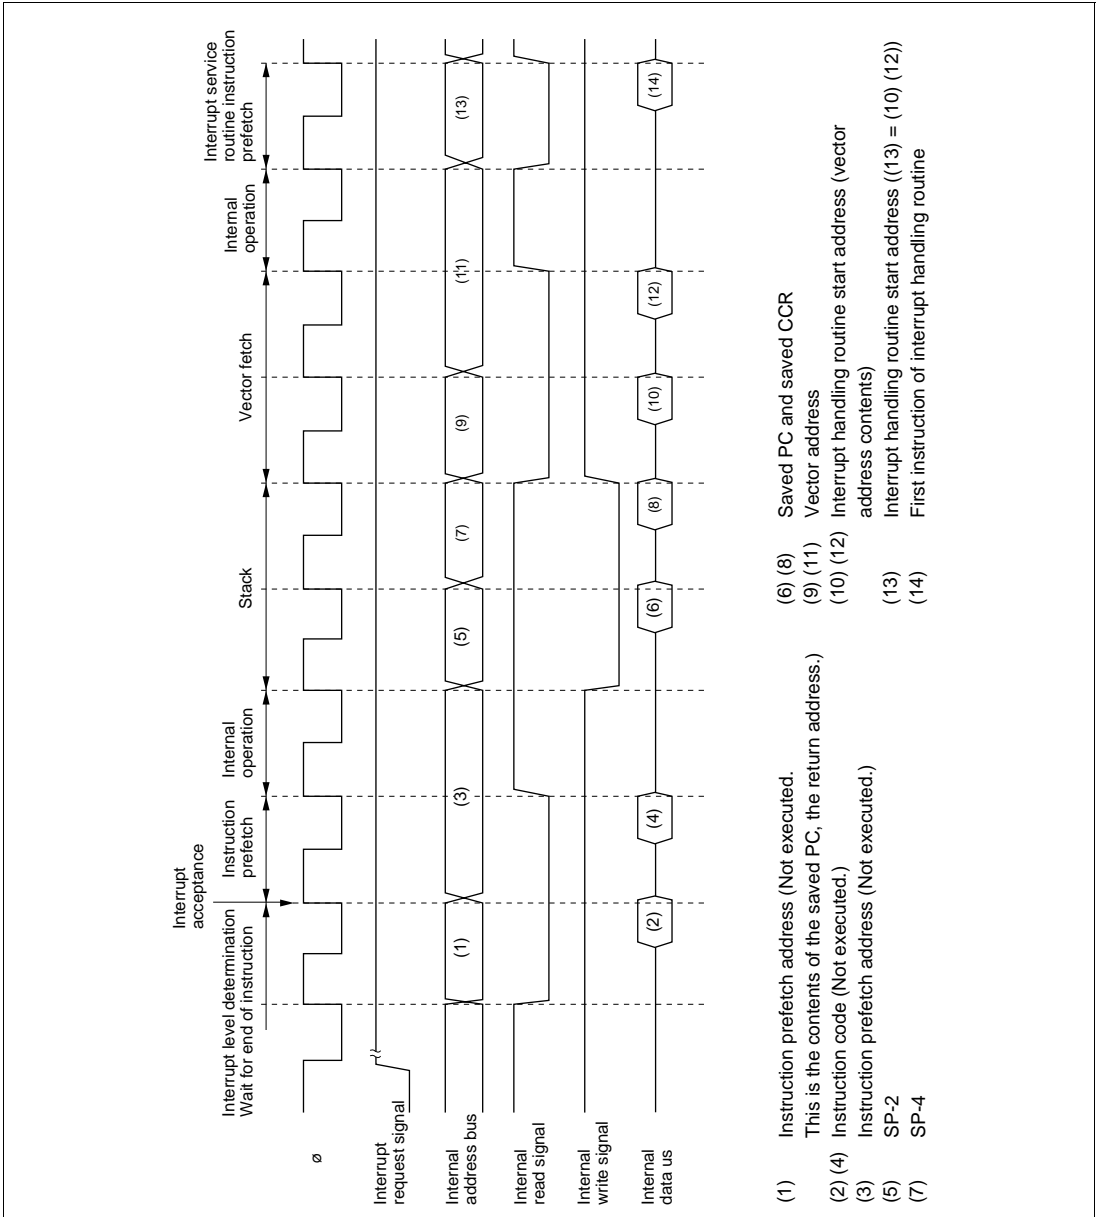 Interrupt
acceptance
Interrupt level determination
Wait for end of instruction
Instruction
prefetch
Internal
operation
Stack
Vector fetch
Internal
operation
Interrupt service
routine instruction
prefetch
ø
Interrupt
request signal
Internal
address bus
(1)
(3)
(5)
(7)
(9)
(11)
(13)
Internal
read signal
Internal
write signal
Internal
data us
(2)
(4)
(6)
(8)
(10)
(12)
(14)
(1) Instruction prefetch address (Not executed.
This is the contents of the saved PC, the return address.)
(2) (4) Instruction code (Not executed.)
(3) Instruction prefetch address (Not executed.)
(5) SP-2
(7) SP-4
(6) (8) Saved PC and saved CCR
(9) (11) Vector address
(10) (12) Interrupt handling routine start address (vector
address contents)
(13) Interrupt handling routine start address ((13) = (10) (12))
(14) First instruction of interrupt handling routine